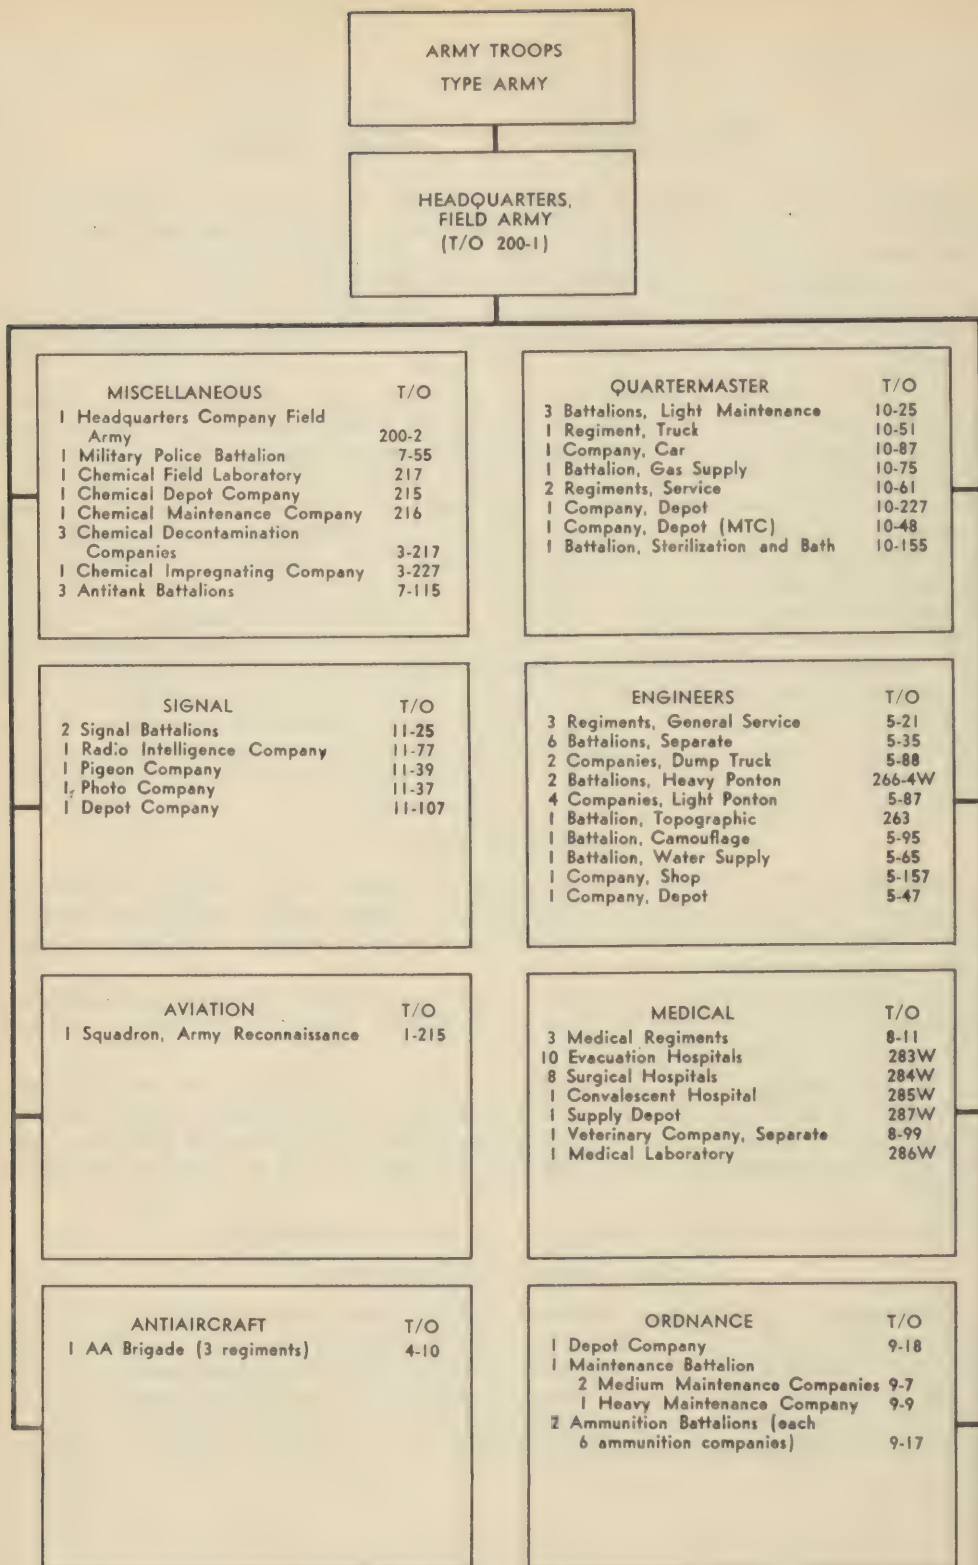 ARMY TROOPS
TYPE ARMY
HEADQUARTERS,
FIELD ARMY
(T/O 200-1)
MISCELLANEOUS T/O
1 Headquarters Company Field
Army 200-2
1 Military Police Battalion 7-55
1 Chemical Field Laboratory 217
1 Chemical Depot Company 215
1 Chemical Maintenance Company 216
3 Chemical Decontamination
Companies 3-217
1 Chemical Impregnating Company 3-227
3 Antitank Battalions 7-115
QUARTERMASTER T/O
3 Battalions, Light Maintenance 10-25
1 Regiment, Truck 10-51
1 Company, Car 10-87
1 Battalion, Gas Supply 10-75
2 Regiments, Service 10-61
1 Company, Depot 10-227
1 Company, Depot (MTC) 10-48
1 Battalion, Sterilization and Bath 10-155
SIGNAL T/O
2 Signal Battalions 11-25
1 Radio Intelligence Company 11-77
1 Pigeon Company 11-39
1 Photo Company 11-37
1 Depot Company 11-107
ENGINEERS T/O
3 Regiments, General Service 5-21
6 Battalions, Separate 5-35
2 Companies, Dump Truck 5-88
2 Battalions, Heavy Ponton 266-4W
4 Companies, Light Ponton 5-87
1 Battalion, Topographic 263
1 Battalion, Camouflage 5-95
1 Battalion, Water Supply 5-65
1 Company, Shop 5-157
1 Company, Depot 5-47
AVIATION T/O
1 Squadron, Army Reconnaissance 1-215
MEDICAL T/O
3 Medical Regiments 8-11
10 Evacuation Hospitals 283W
8 Surgical Hospitals 284W
1 Convalescent Hospital 285W
1 Supply Depot 287W
1 Veterinary Company, Separate 8-99
1 Medical Laboratory 286W
ANTIAIRCRAFT T/O
1 AA Brigade (3 regiments) 4-10
ORDNANCE T/O
1 Depot Company 9-18
1 Maintenance Battalion
2 Medium Maintenance Companies 9-7
1 Heavy Maintenance Company 9-9
2 Ammunition Battalions (each
6 ammunition companies) 9-17